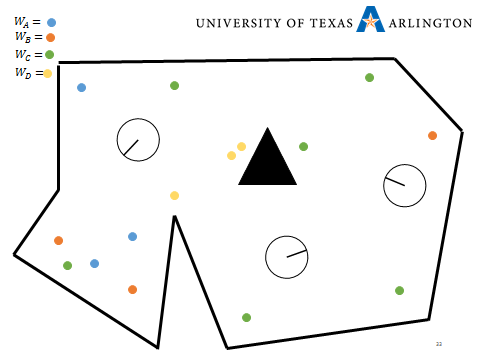 W_A =
W_B =
W_C =
W_D =
UNIVERSITY OF TEXAS A ARLINGTON
22